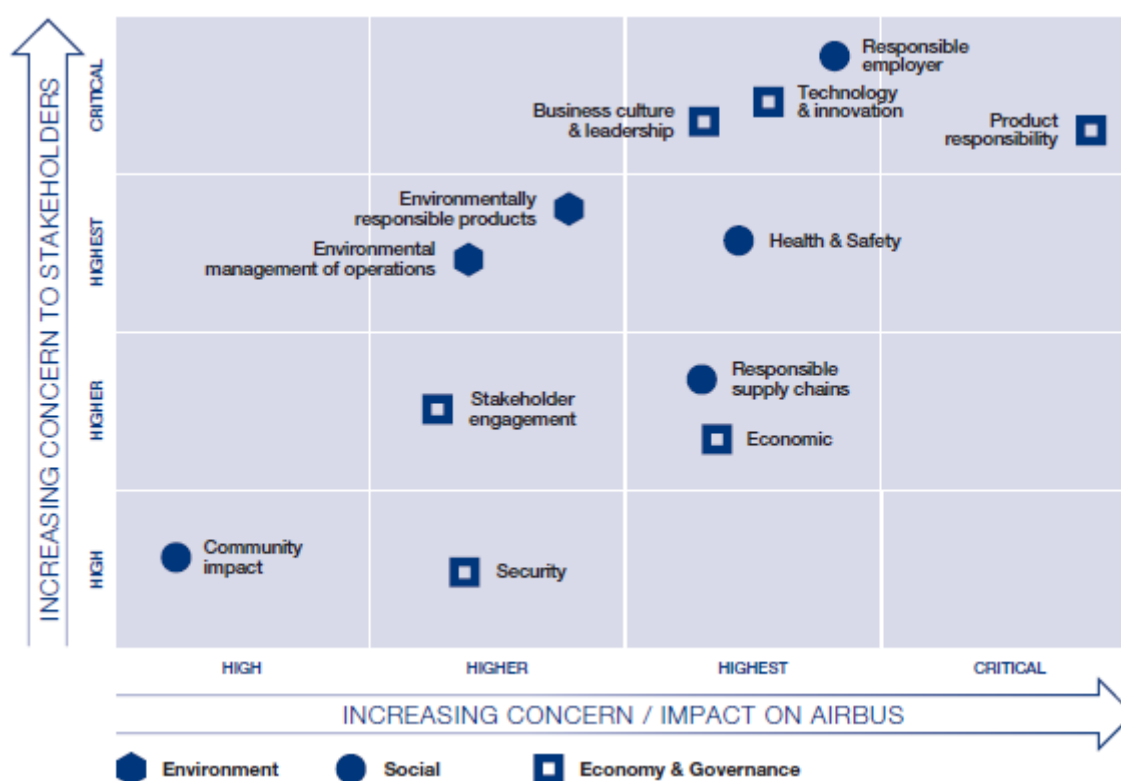 INCREASING CONCERN TO STAKEHOLDERS
CRITICAL
HIGHEST
HIGHER
HIGH
Responsible
employer
Technology
& innovation
Business culture
& leadership
Product
responsibility
Environmentally
responsible products
Environmental
management of operations
Health & Safety
Responsible
supply chains
Stakeholder
engagement
Economic
Community
impact
Security
HIGH
HIGHER
HIGHEST
CRITICAL
INCREASING CONCERN / IMPACT ON AIRBUS
Environment
Social
Economy & Governance